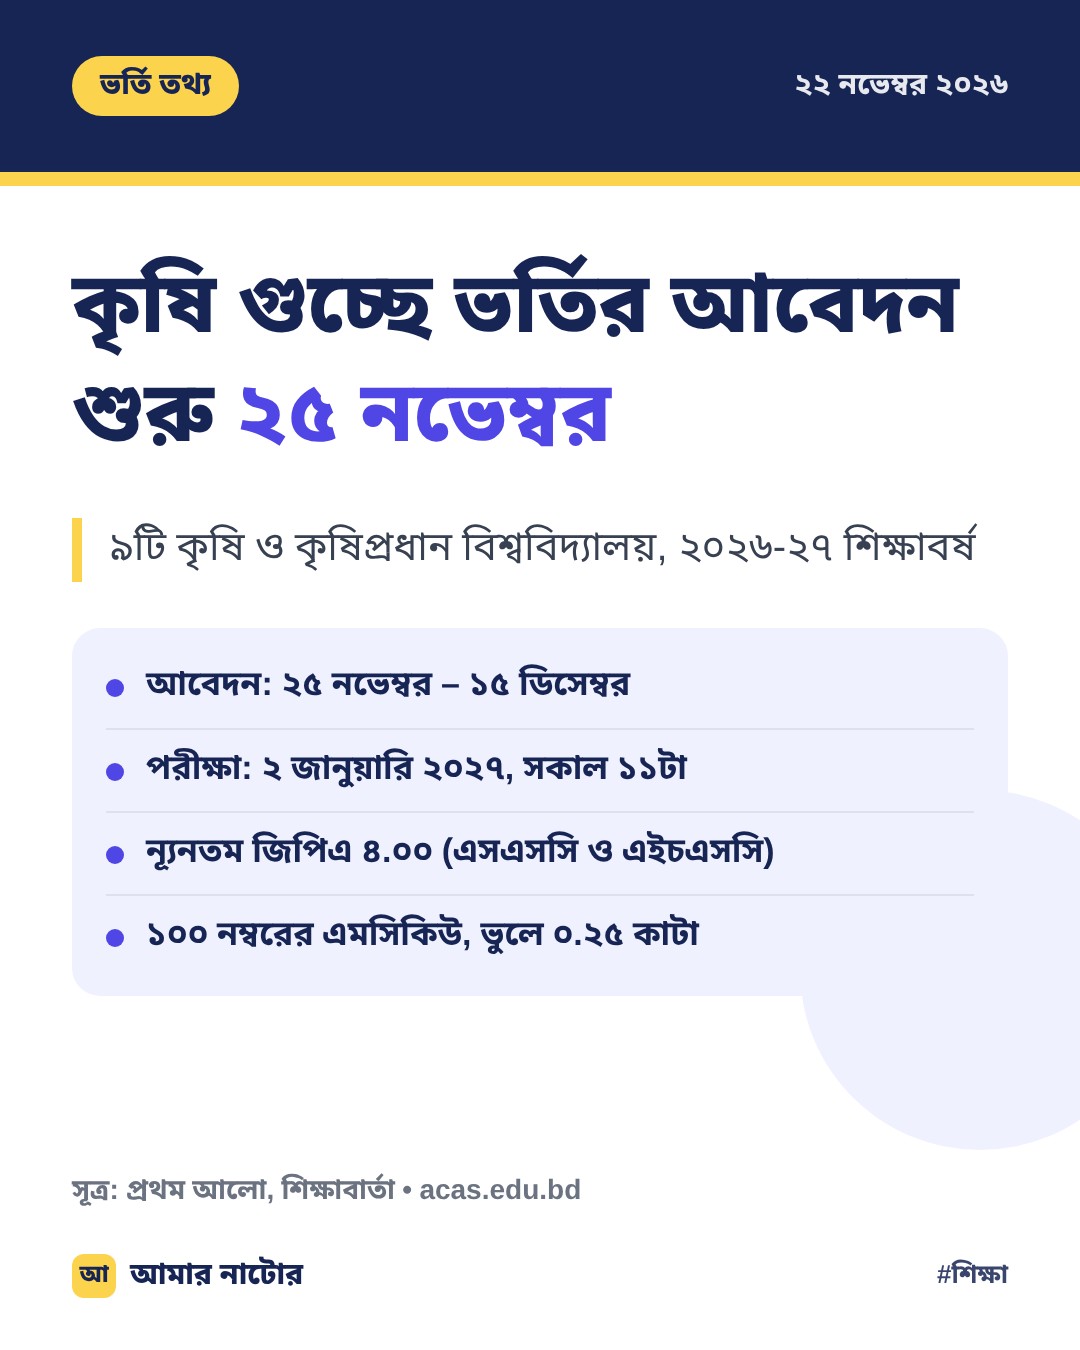 ভর্তি তথ্য
২২ নভেম্বর ২০২৬
কৃষি গুচ্ছে ভর্তির আবেদন
শুরু ২৫ নভেম্বর
৯টি কৃষি ও কৃষিপ্রধান বিশ্ববিদ্যালয়, ২০২৬-২৭ শিক্ষাবর্ষ
আবেদন: ২৫ নভেম্বর – ১৫ ডিসেম্বর
পরীক্ষা: ২ জানুয়ারি ২০২৭, সকাল ১১টা
ন্যূনতম জিপিএ ৪.০০ (এসএসসি ও এইচএসসি)
১০০ নম্বরের এমসিকিউ, ভুলে ০.২৫ কাটা
সূত্র: প্রথম আলো, শিক্ষাবার্তা • acas.edu.bd
আ আমার নাটোর
#শিক্ষা